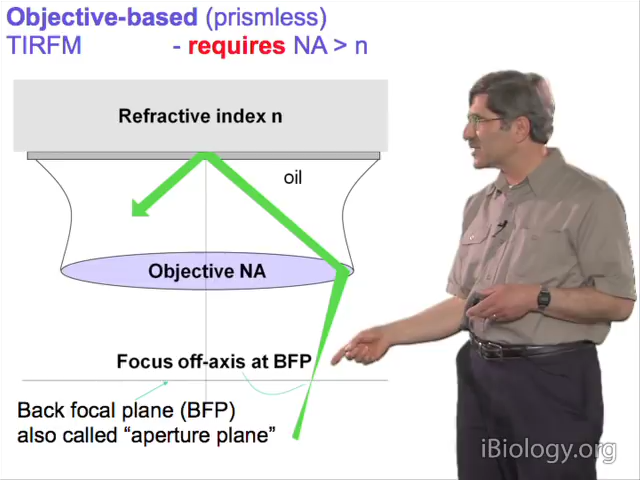 Objective-based (prismless)
TIRFM - requires NA > n
Refractive index n
oil
Objective NA
Focus off-axis at BFP
Back focal plane (BFP)
also called “aperture plane”
iBiology.org